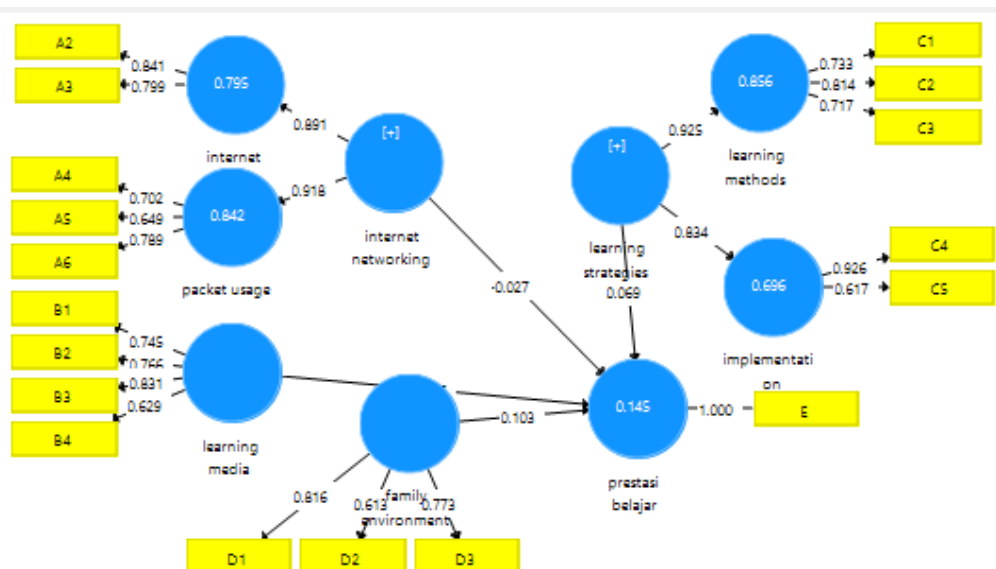 A2
A3
0.841
0.799
0.795
internet
0.891
A4
A5
A6
0.702
0.649
0.789
0.842
packet usage
0.918
[+]
internet
networking
-0.027
B1
B2
B3
B4
0.745
0.766
0.831
0.629
learning
media
0.816
0.613
0.773
family
environment
D1
D2
D3
0.103
[+]
learning
strategies
0.069
0.925
0.834
0.856
learning
methods
0.733
0.814
0.717
C1
C2
C3
0.696
implementati
on
0.926
0.617
C4
C5
0.145
prestasi
belajar
1.000
E